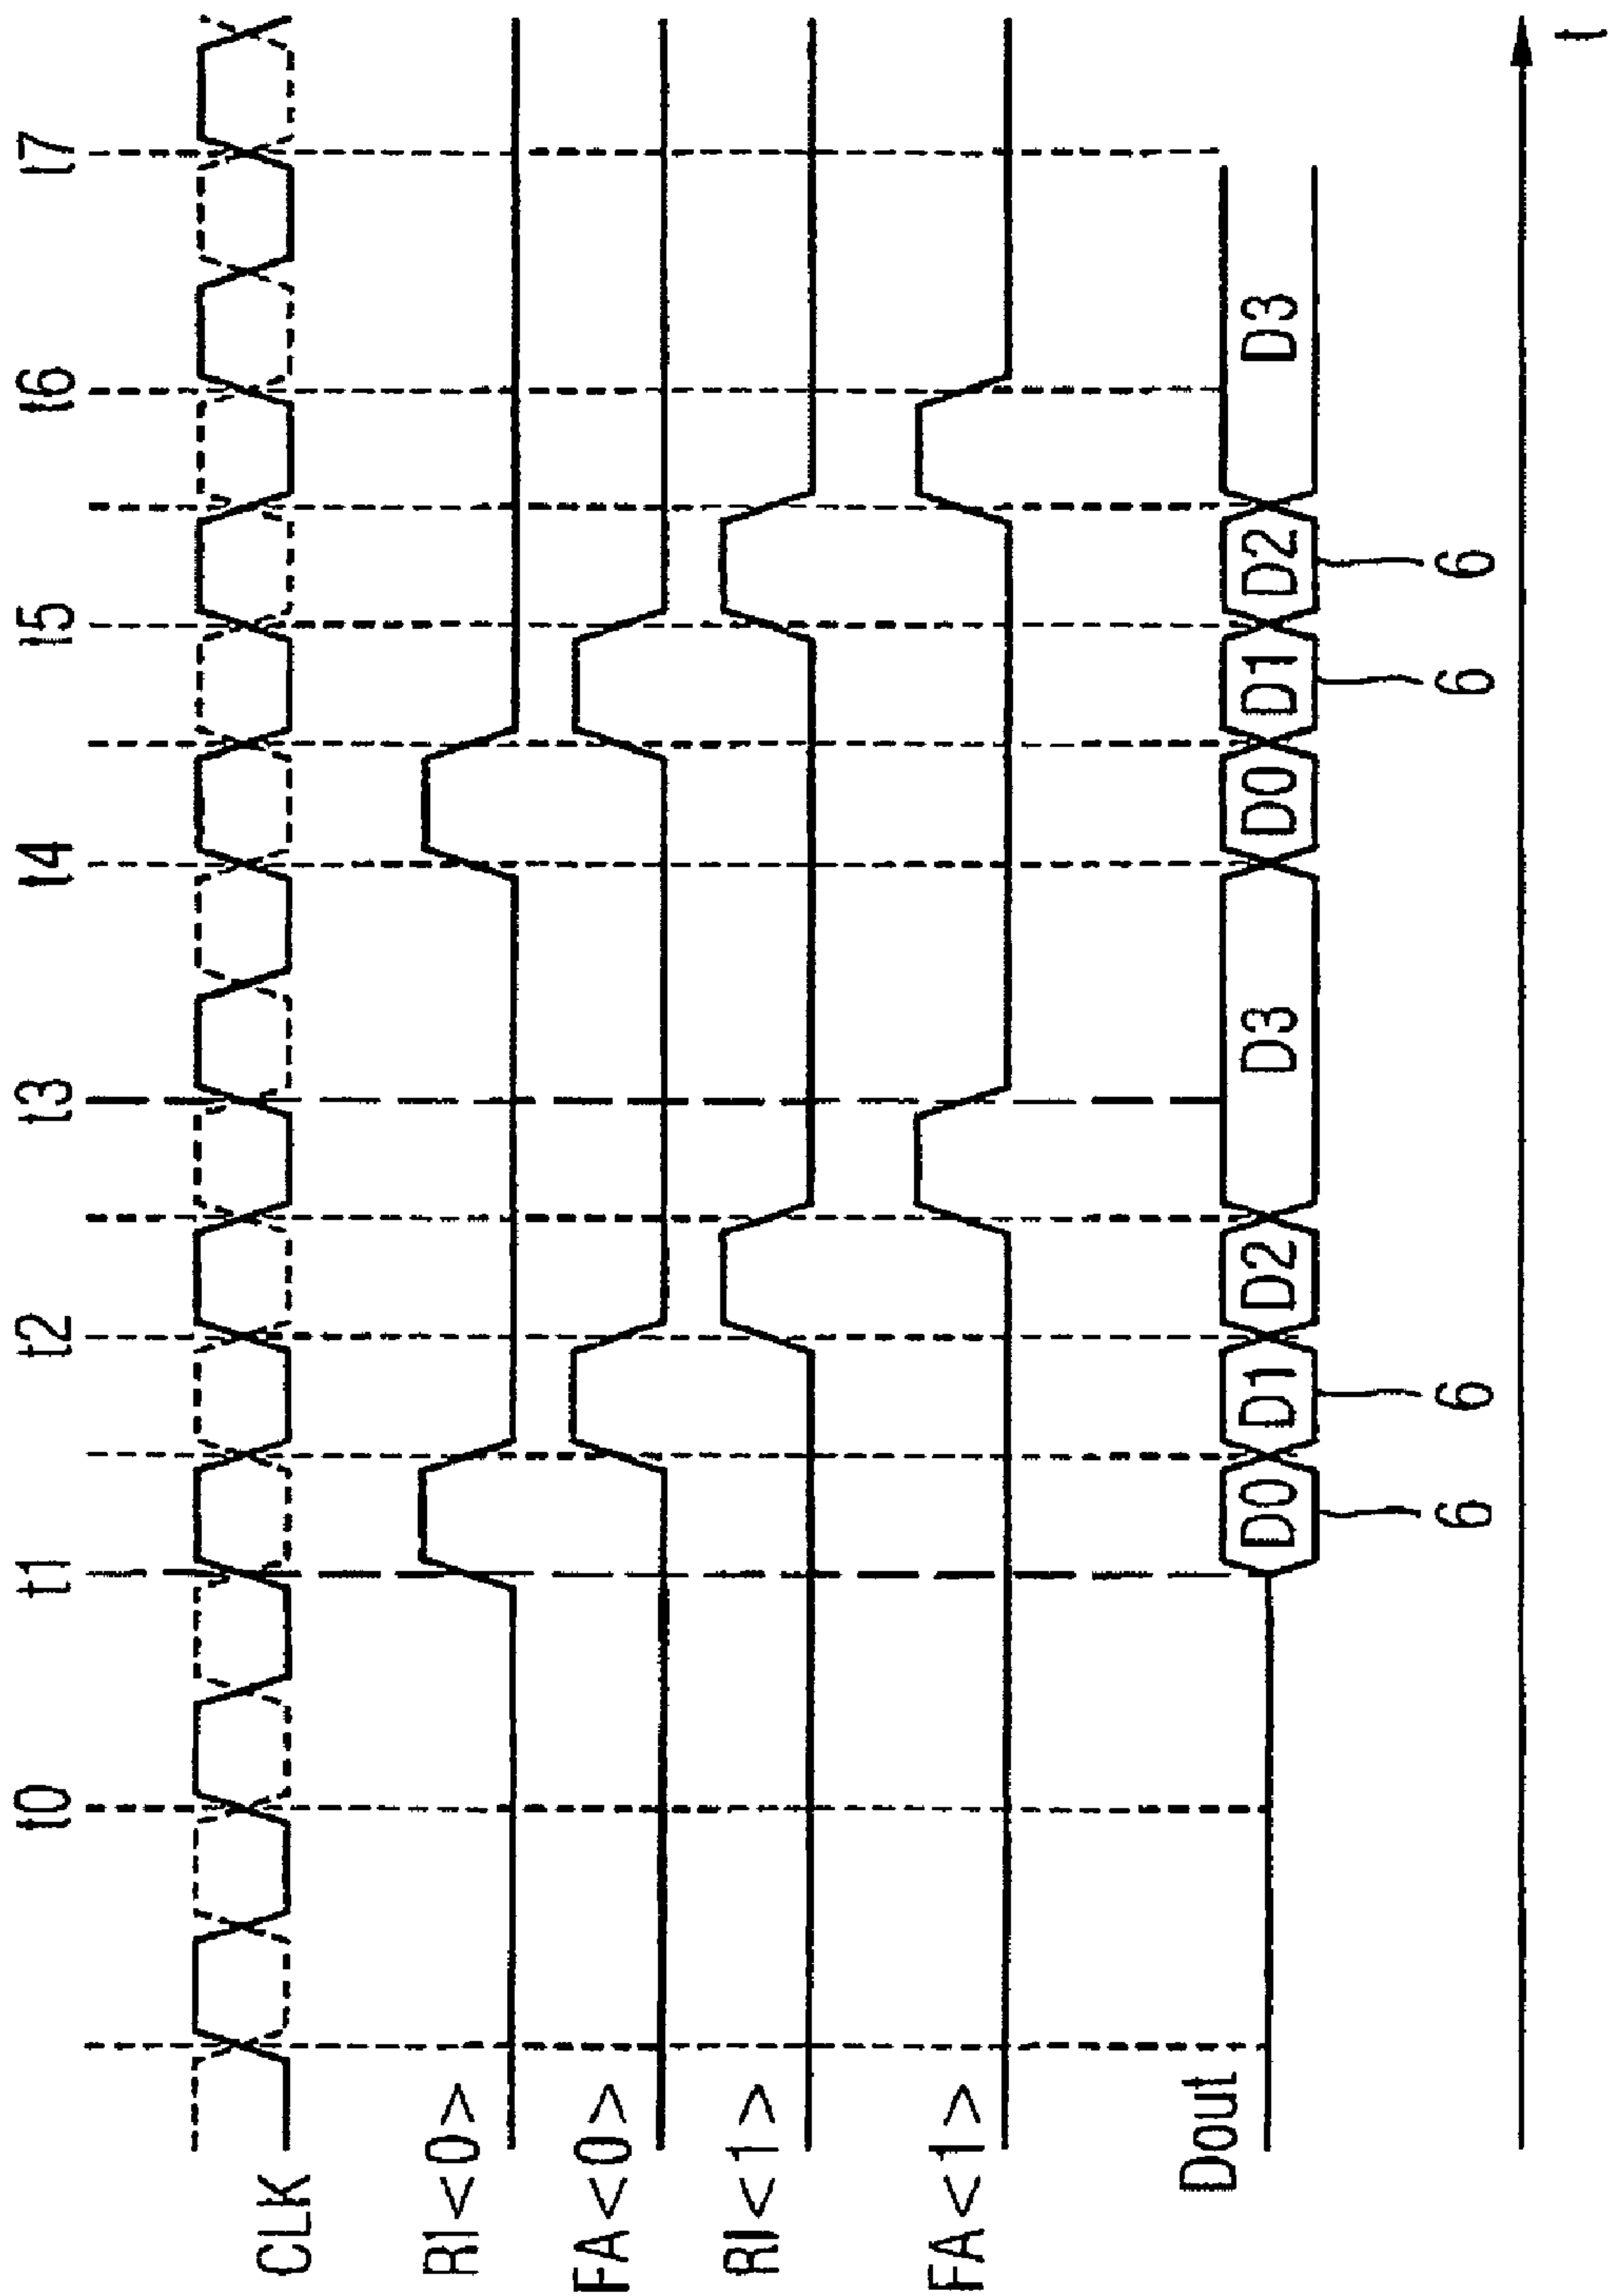 t0 t1 t2 t3 t4 t5 t6 t7
CLK
RI<0>
FA<0>
RI<1>
FA<1>
Dout D0 D1 D2 D3 D0 D1 D2 D3
6 6 6 6
t